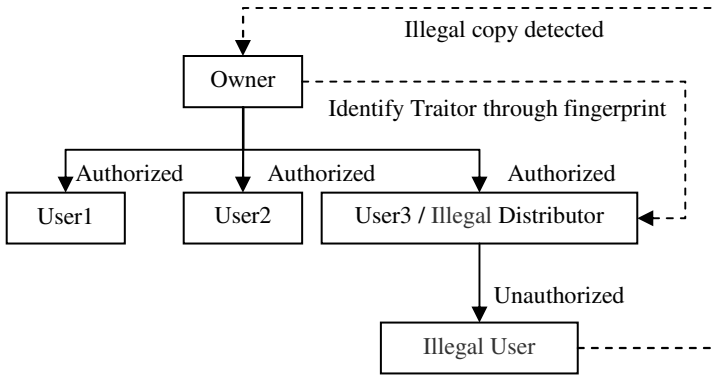 Illegal copy detected
Owner
Identify Traitor through fingerprint
Authorized
Authorized
Authorized
User1
User2
User3 / Illegal Distributor
Unauthorized
Illegal User